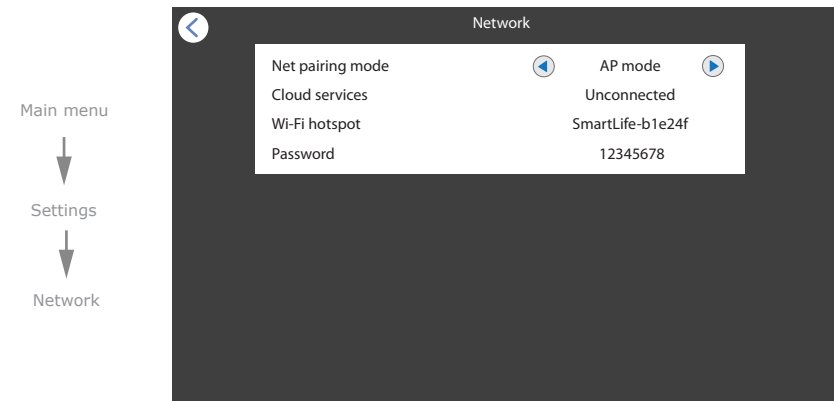 Main menu
Settings
Network
Network
Net pairing mode AP mode
Cloud services Unconnected
Wi-Fi hotspot SmartLife-b1e24f
Password 12345678